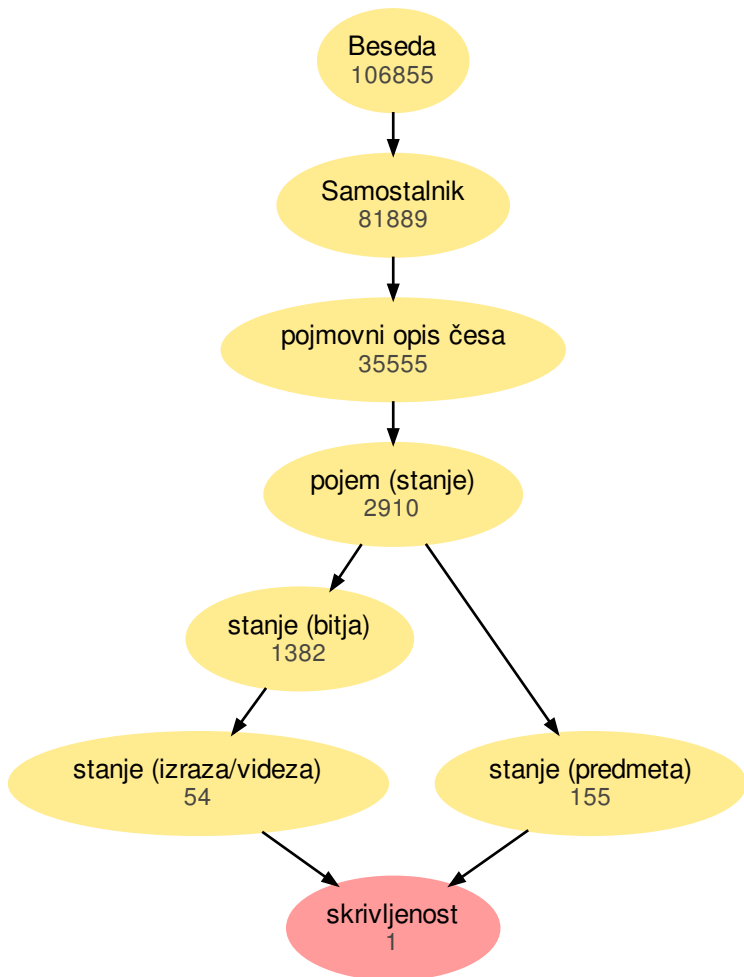 Beseda
106855
Samostalnik
81889
pojmovni opis česa
35555
pojem (stanje)
2910
stanje (bitja)
1382
stanje (izraza/videza)
54
stanje (predmeta)
155
skrivljenost
1